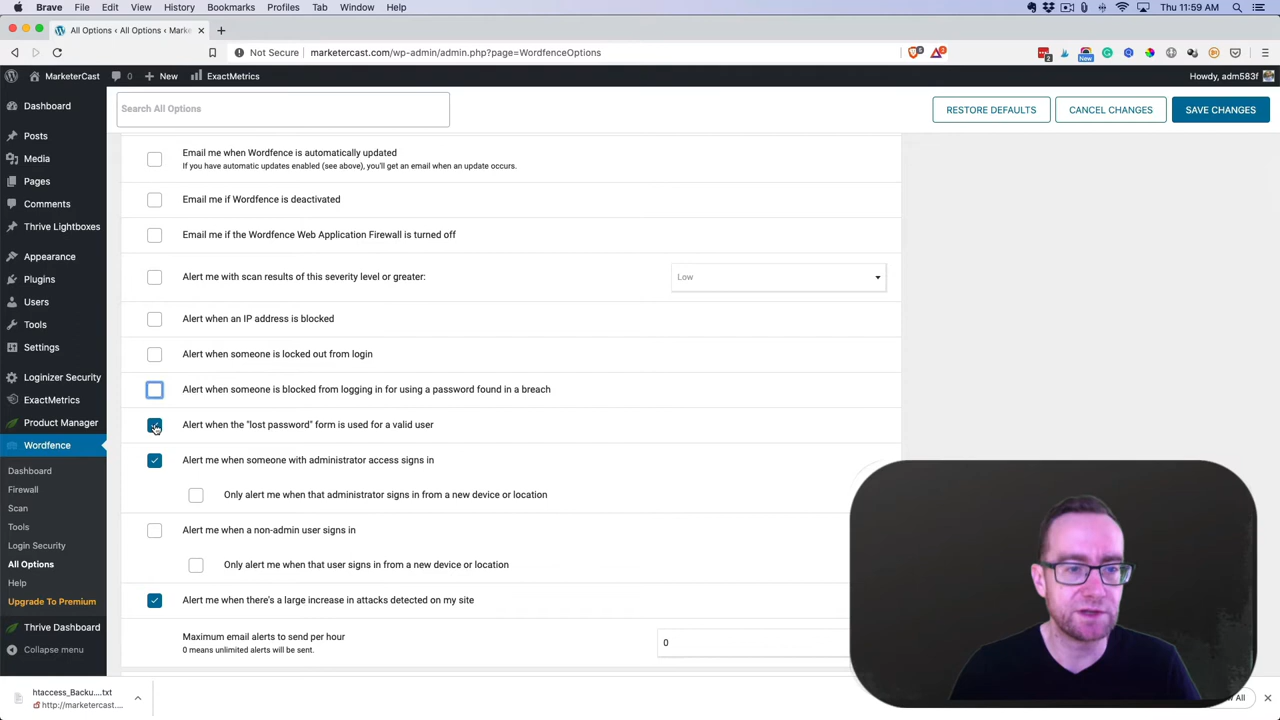 Brave File Edit View History Bookmarks Profiles Tab Window Help
Tue 11:59 AM
All Options ‹ All Options ‹ Marke
Not Secure marketercast.com/wp-admin/admin.php?page=WordfenceOptions
New
MarketerCast 0 New ExactMetrics
Howdy, adm583f
Search All Options
RESTORE DEFAULTS CANCEL CHANGES SAVE CHANGES
Dashboard
Posts
Media
Pages
Comments
Thrive Lightboxes
Appearance
Plugins
Users
Tools
Settings
Loginizer Security
ExactMetrics
Product Manager
Wordfence
Dashboard
Firewall
Scan
Tools
Login Security
All Options
Help
Upgrade To Premium
Thrive Dashboard
Collapse menu
Email me when Wordfence is automatically updated
If you have automatic updates enabled (see above), you'll get an email when an update occurs.
Email me if Wordfence is deactivated
Email me if the Wordfence Web Application Firewall is turned off
Alert me with scan results of this severity level or greater:
Low
Alert when an IP address is blocked
Alert when someone is locked out from login
Alert when someone is blocked from logging in for using a password found in a breach
Alert when the "lost password" form is used for a valid user
Alert me when someone with administrator access signs in
Only alert me when that administrator signs in from a new device or location
Alert me when a non-admin user signs in
Only alert me when that user signs in from a new device or location
Alert me when there's a large increase in attacks detected on my site
Maximum email alerts to send per hour
0 means unlimited alerts will be sent.
0
htaccess_Backu....txt
http://marketercast....
All